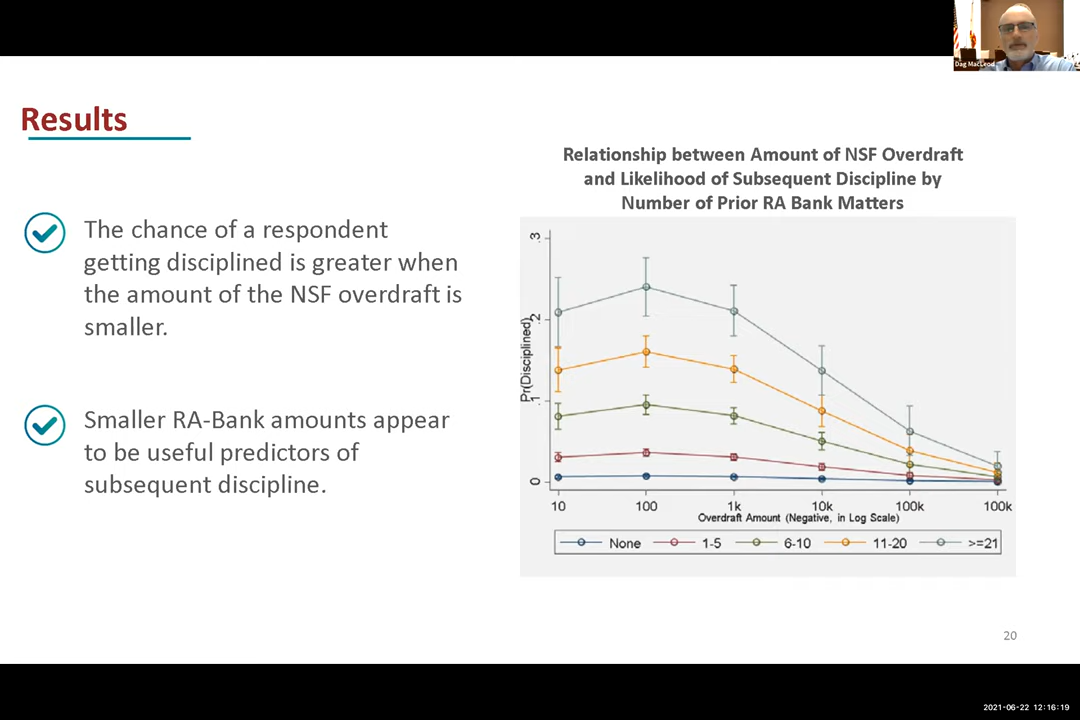 Dag MacLeod
Results
The chance of a respondent
getting disciplined is greater when
the amount of the NSF overdraft is
smaller.
Smaller RA-Bank amounts appear
to be useful predictors of
subsequent discipline.
Relationship between Amount of NSF Overdraft
and Likelihood of Subsequent Discipline by
Number of Prior RA Bank Matters
.3
.2
.1
0
Pr(Disciplined)
10 100 1k 10k 100k 100k
Overdraft Amount (Negative, in Log Scale)
None 1-5 6-10 11-20 >=21
20
2021-06-22 12:16:19